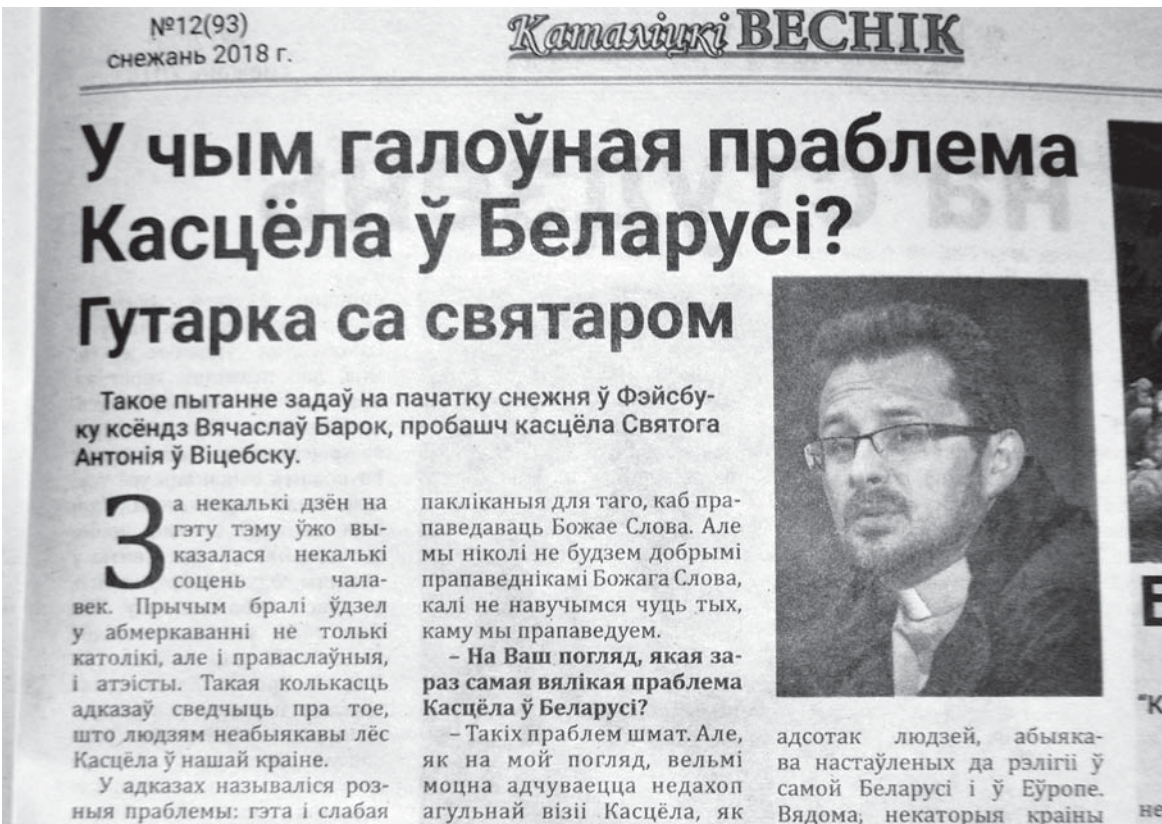 №12(93)
снежань 2018 г.
Каталіцкі ВЕСНІК
У чым галоўная праблема
Касцёла ў Беларусі?
Гутарка са святаром
Такое пытанне задаў на пачатку снежня ў Фэйсбу-
ку ксёндз Вячаслаў Барок, пробашч касцёла Святога
Антонія ў Віцебску.
За некалькі дзён на
гэту тэму ўжо вы-
казалася некалькі
соцень чала-
век. Прычым бралі ўдзел
у абмеркаванні не толькі
католікі, але і праваслаўныя,
і атэісты. Такая колькасць
адказаў сведчыць пра тое,
што людзям неабыякавы лёс
Касцёла ў нашай краіне.
У адказах называліся роз-
ныя праблемы: гэта і слабая
пакліканыя для таго, каб пра-
паведаваць Божае Слова. Але
мы ніколі не будзем добрымі
прапаведнікамі Божага Слова,
калі не навучымся чуць тых,
каму мы прапаведуем.
– На Ваш погляд, якая за-
раз самая вялікая праблема
Касцёла ў Беларусі?
– Такіх праблем шмат. Але,
як на мой погляд, вельмі
моцна адчуваецца недахоп
агульнай візіі Касцёла, як
адсотак людзей, абыяка-
ва настаўленых да рэлігіі ў
самой Беларусі і ў Еўропе.
Вядома, некаторыя краіны
"К
не